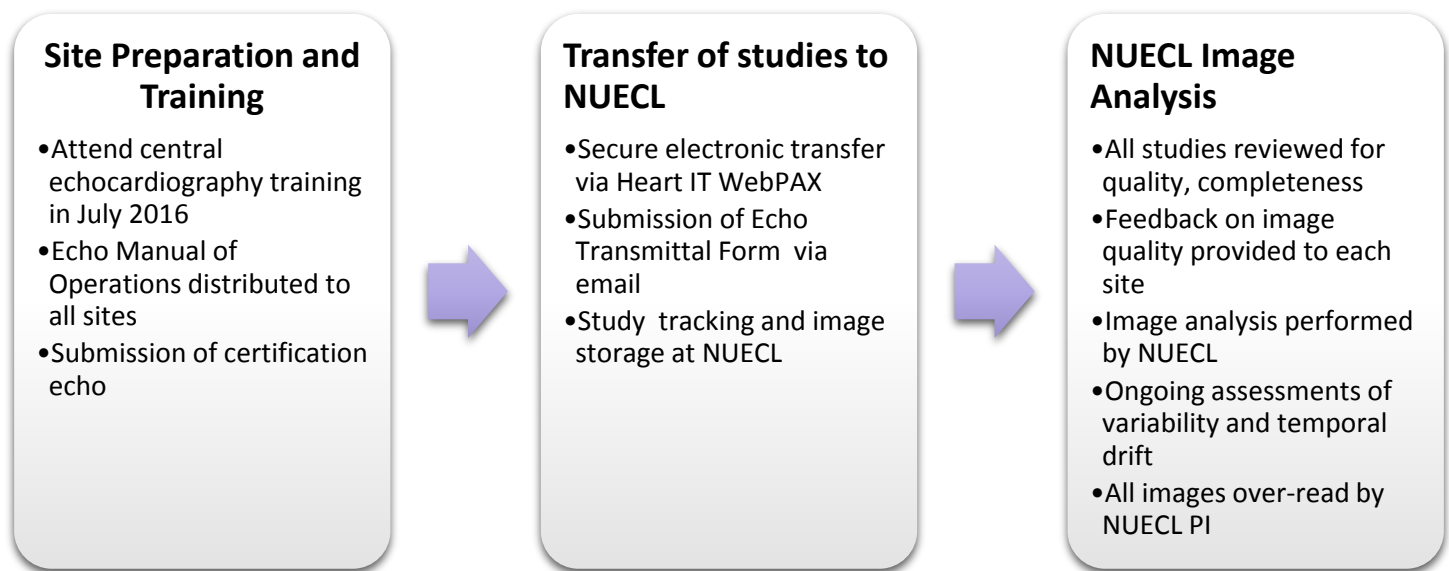 Site Preparation and
Training
•Attend central
echocardiography training
in July 2016
•Echo Manual of
Operations distributed to
all sites
•Submission of certification
echo
Transfer of studies to
NUECL
•Secure electronic transfer
via Heart IT WebPAX
•Submission of Echo
Transmittal Form via
email
•Study tracking and image
storage at NUECL
NUECL Image
Analysis
•All studies reviewed for
quality, completeness
•Feedback on image
quality provided to each
site
•Image analysis performed
by NUECL
•Ongoing assessments of
variability and temporal
drift
•All images over-read by
NUECL PI